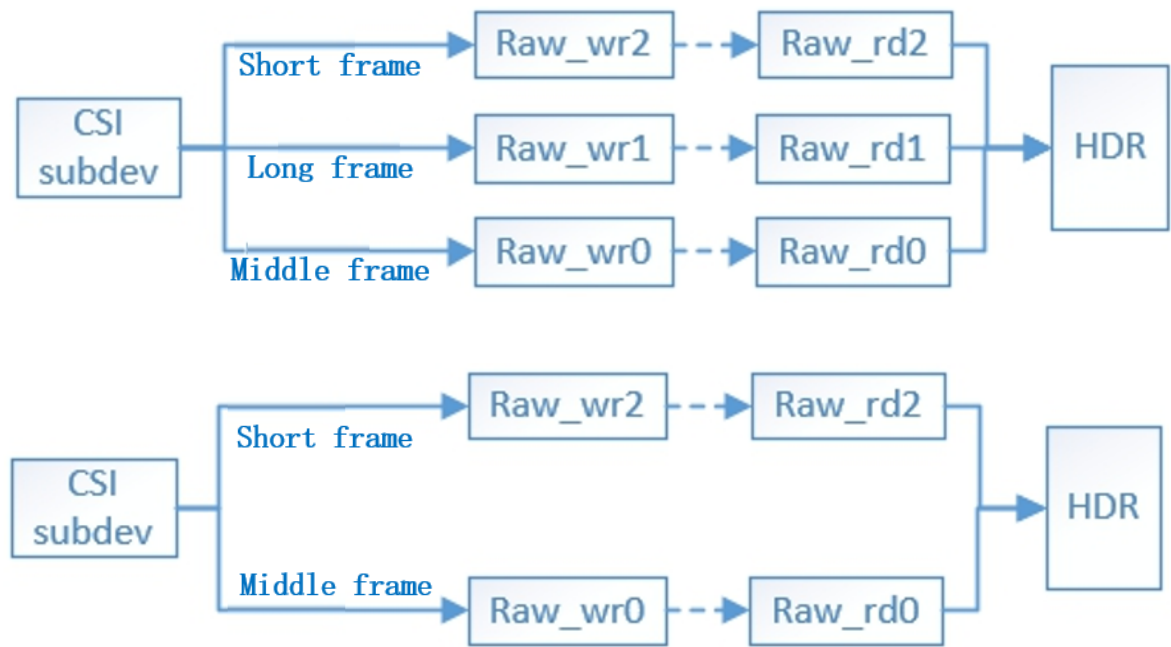 Raw_wr2
Raw_rd2
Short frame
CSI
subdev
Raw_wr1
Raw_rd1
HDR
Long frame
Raw_wr0
Raw_rd0
Middle frame
Raw_wr2
Raw_rd2
Short frame
CSI
subdev
HDR
Middle frame
Raw_wr0
Raw_rd0